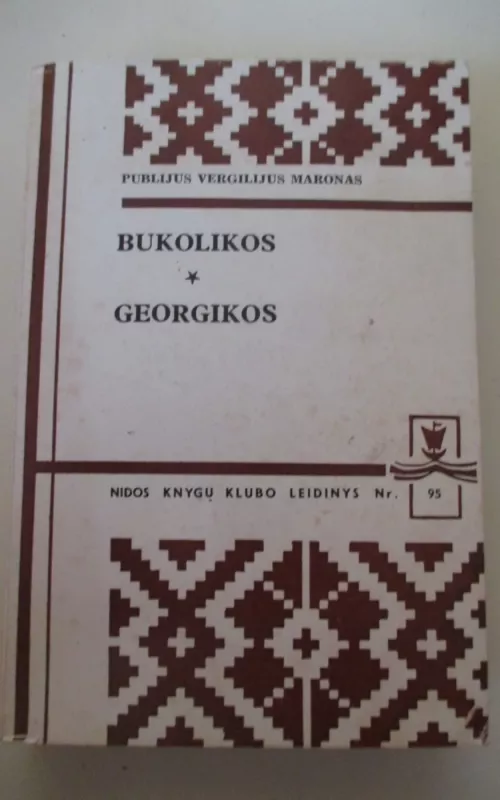 PUBLIJUS VERGILIJUS MARONAS
BUKOLIKOS
★
GEORGIKOS
NIDOS KNYGŲ KLUBO LEIDINYS Nr. 95